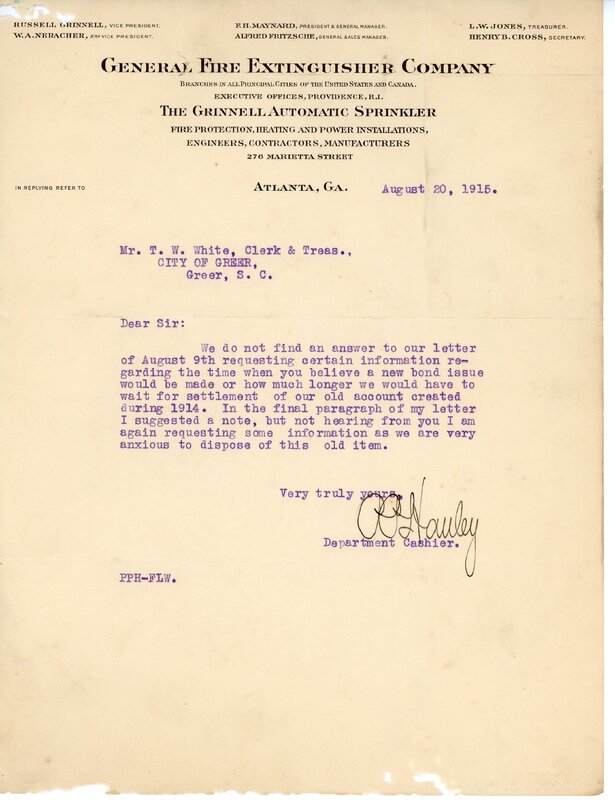 RUSSELL GRINNELL, VICE PRESIDENT.
W.A. NERACHER, 2ND VICE PRESIDENT.
F.H. MAYNARD, PRESIDENT & GENERAL MANAGER.
ALFRED FRITZSCHE, GENERAL SALES MANAGER.
L.W. JONES, TREASURER.
HENRY B. CROSS, SECRETARY.
GENERAL FIRE EXTINGUISHER COMPANY
BRANCHES IN ALL PRINCIPAL CITIES OF THE UNITED STATES AND CANADA.
EXECUTIVE OFFICES, PROVIDENCE, R.I.
THE GRINNELL AUTOMATIC SPRINKLER
FIRE PROTECTION, HEATING AND POWER INSTALLATIONS,
ENGINEERS, CONTRACTORS, MANUFACTURERS
276 MARIETTA STREET
IN REPLYING REFER TO
ATLANTA, GA. August 20, 1915.
Mr. T. W. White, Clerk & Treas.,
CITY OF GREER,
Greer, S. C.
Dear Sir:
We do not find an answer to our letter
of August 9th requesting certain information re-
garding the time when you believe a new bond issue
would be made or how much longer we would have to
wait for settlement of our old account created
during 1914. In the final paragraph of my letter
I suggested a note, but not hearing from you I am
again requesting some information as we are very
anxious to dispose of this old item.
Very truly yours,
Hanley
Department Cashier.
PPH-FLW.